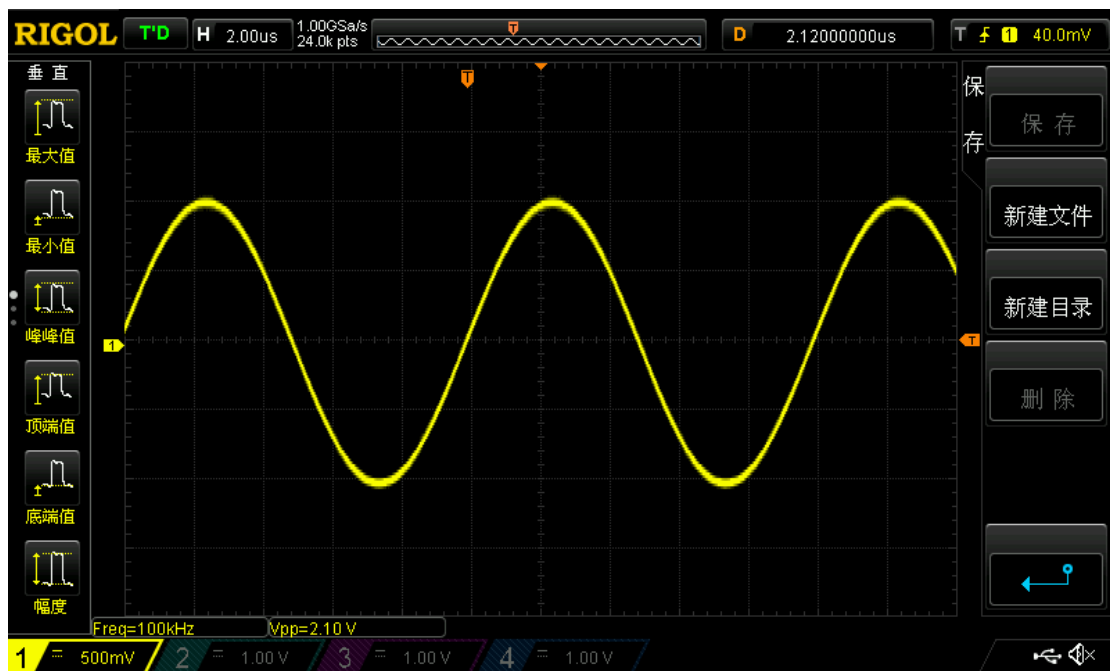 RIGOL T'D H 2.00us 1.00GSa/s 24.0k pts T D 2.12000000us T 1 40.0mV
垂直
最大值
最小值
峰峰值
顶端值
底端值
幅度
T
1
T
保存
保 存
新建文件
新建目录
删 除
Freq=100kHz Vpp=2.10 V
1 = 500mV 2 = 1.00 V 3 = 1.00 V 4 = 1.00 V